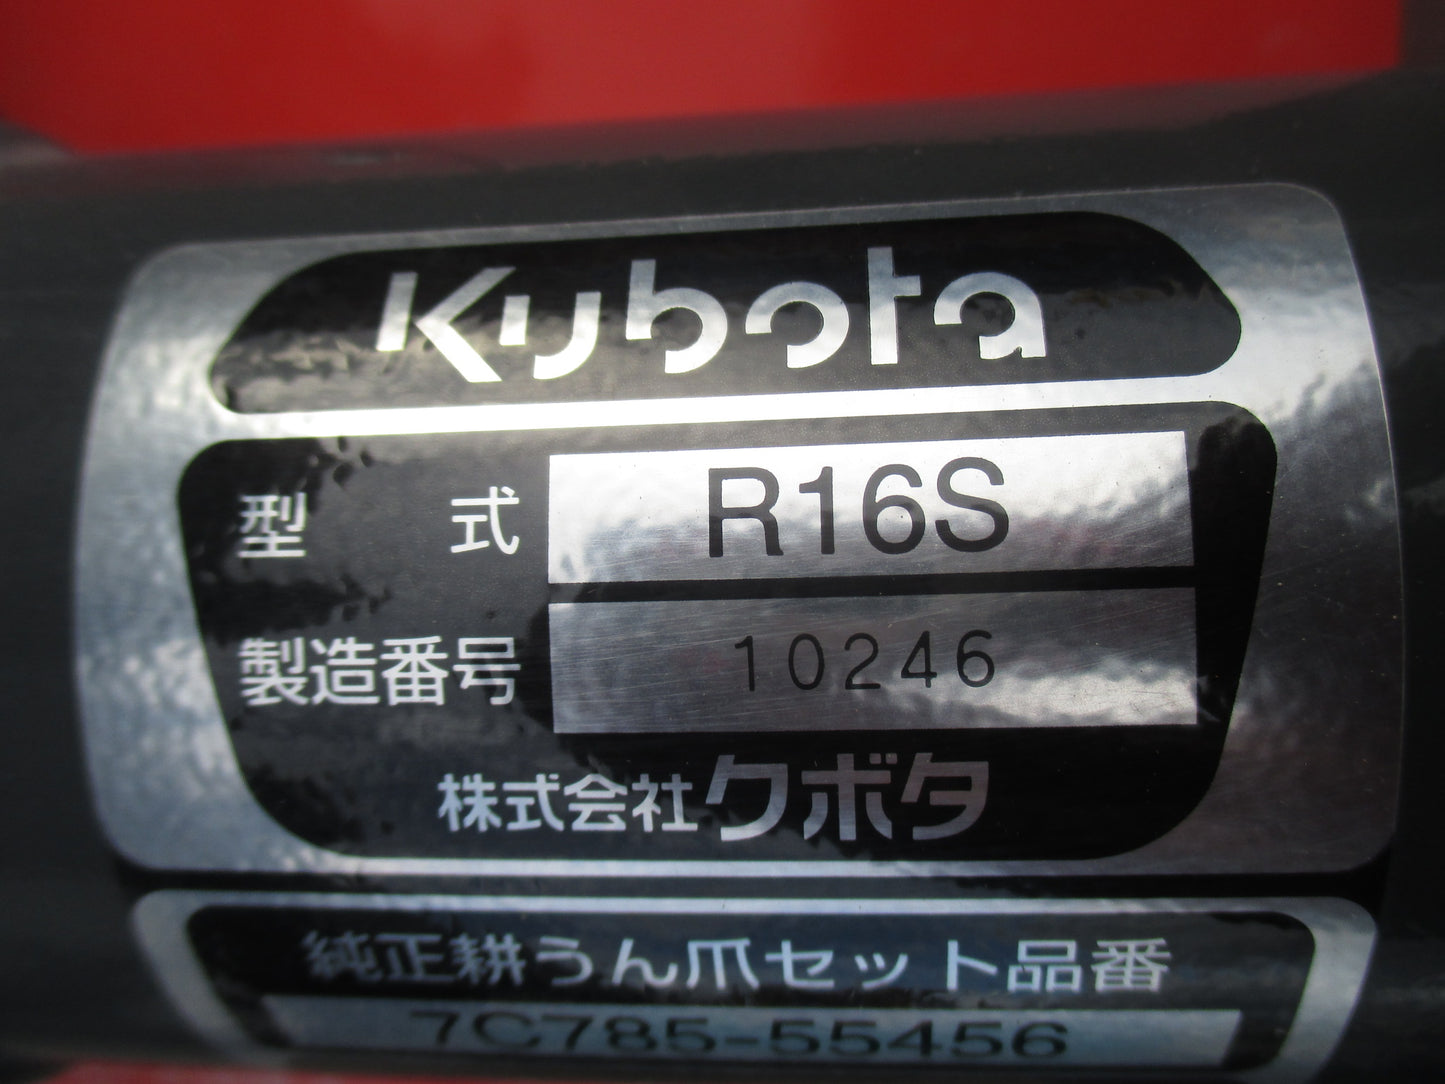 Kubota
型式 R16S
製造番号 10246
株式会社クボタ
純正耕うん爪セット品番
7C785-55456